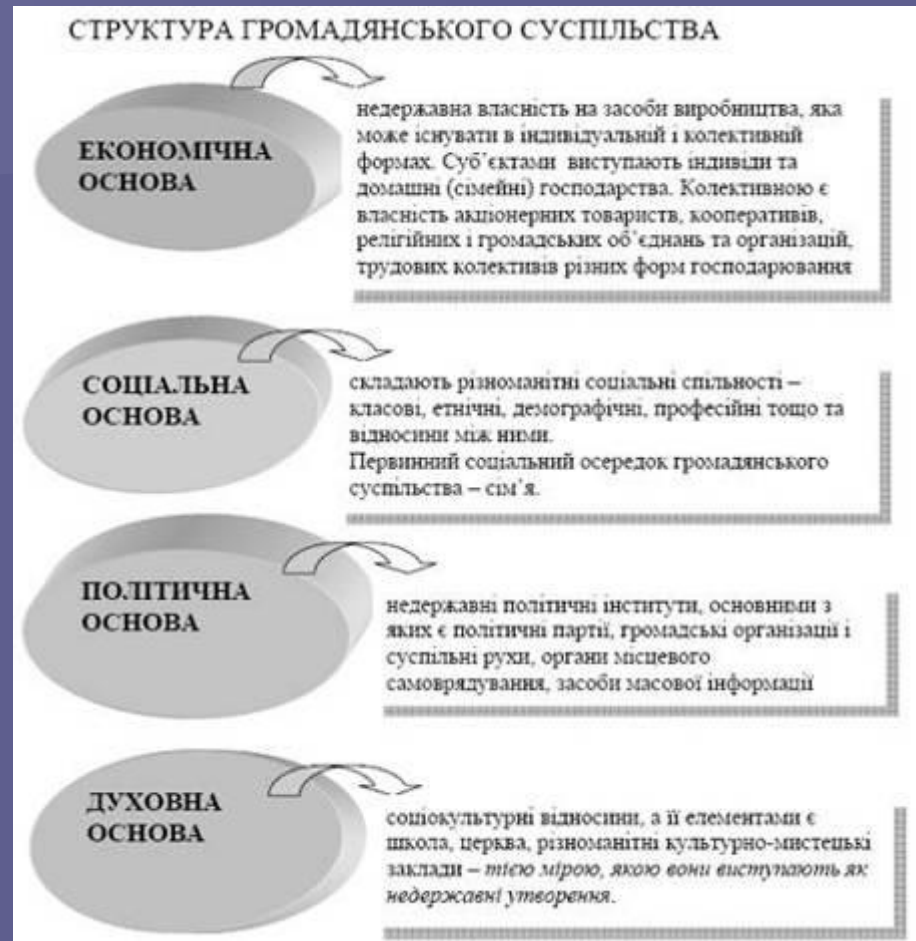 СТРУКТУРА ГРОМАДЯНСЬКОГО СУСПІЛЬСТВА
ЕКОНОМІЧНА
ОСНОВА
недержавна власність на засоби виробництва, яка
може існувати в індивідуальній і колективній
формах. Суб’єктами виступають індивіди та
домашні (сімейні) господарства. Колективною є
власність акціонерних товариств, кооперативів,
релігійних і громадських об’єднань та організацій,
трудових колективів різних форм господарювання
СОЦІАЛЬНА
ОСНОВА
складають різноманітні соціальні спільності –
класові, етнічні, демографічні, професійні тощо та
відносини між ними.
Первинний соціальний осередок громадянського
суспільства – сім’я.
ПОЛІТИЧНА
ОСНОВА
недержавні політичні інститути, основними з
яких є політичні партії, громадські організації і
суспільні рухи, органи місцевого
самоврядування, засоби масової інформації
ДУХОВНА
ОСНОВА
соціокультурні відносини, а її елементами є
школа, церква, різноманітні культурно-мистецькі
заклади – тією мірою, якою вони виступають як
недержавні утворення.